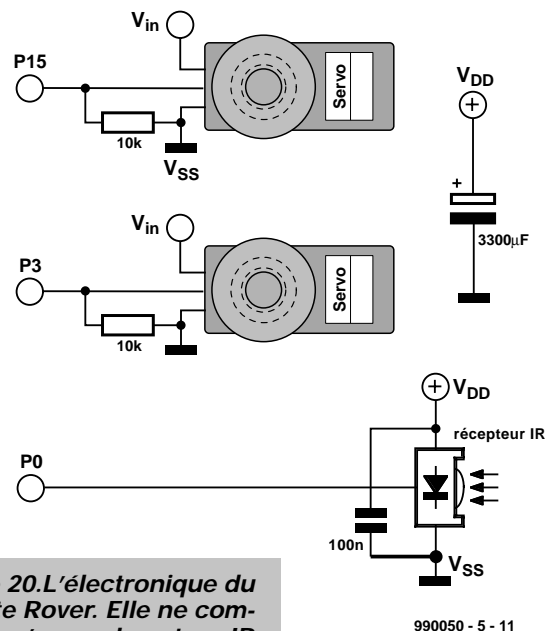 Vin
P15
Servo
10k
VSS
VDD
+
+
3300µF
Vin
P3
Servo
10k
+ VDD
récepteur IR
P0
100n
VSS
20.L'électronique du
te Rover. Elle ne com-
990050 - 5 - 11